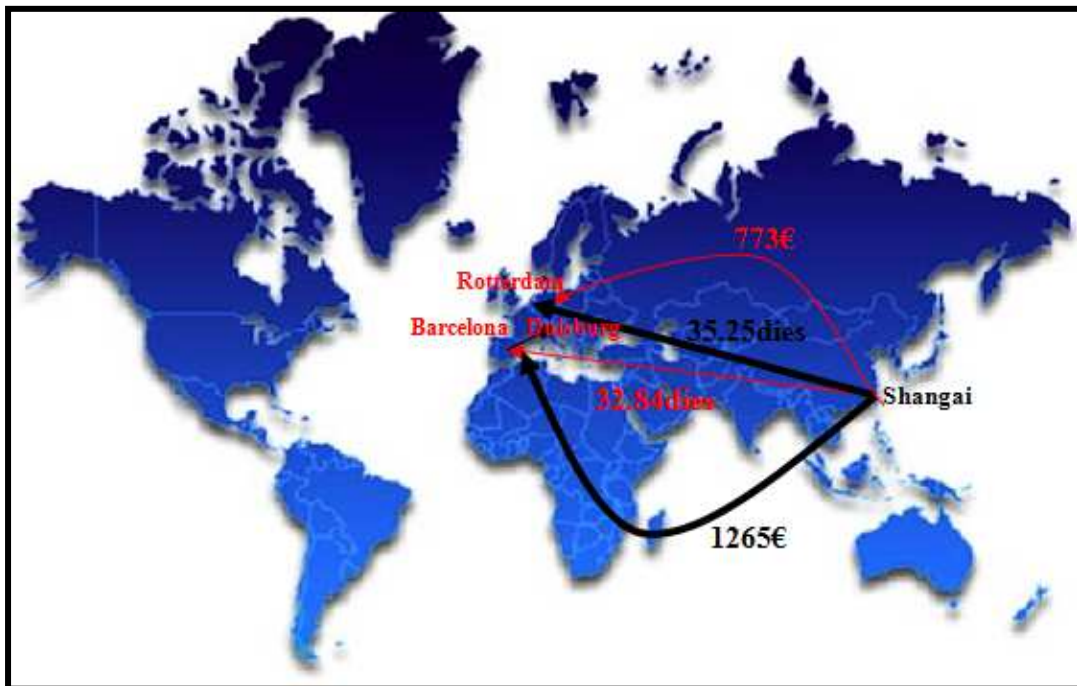 773€
Rotterdam
Barcelona Duisburg
35.25dies
32.84dies
Shangai
1265€